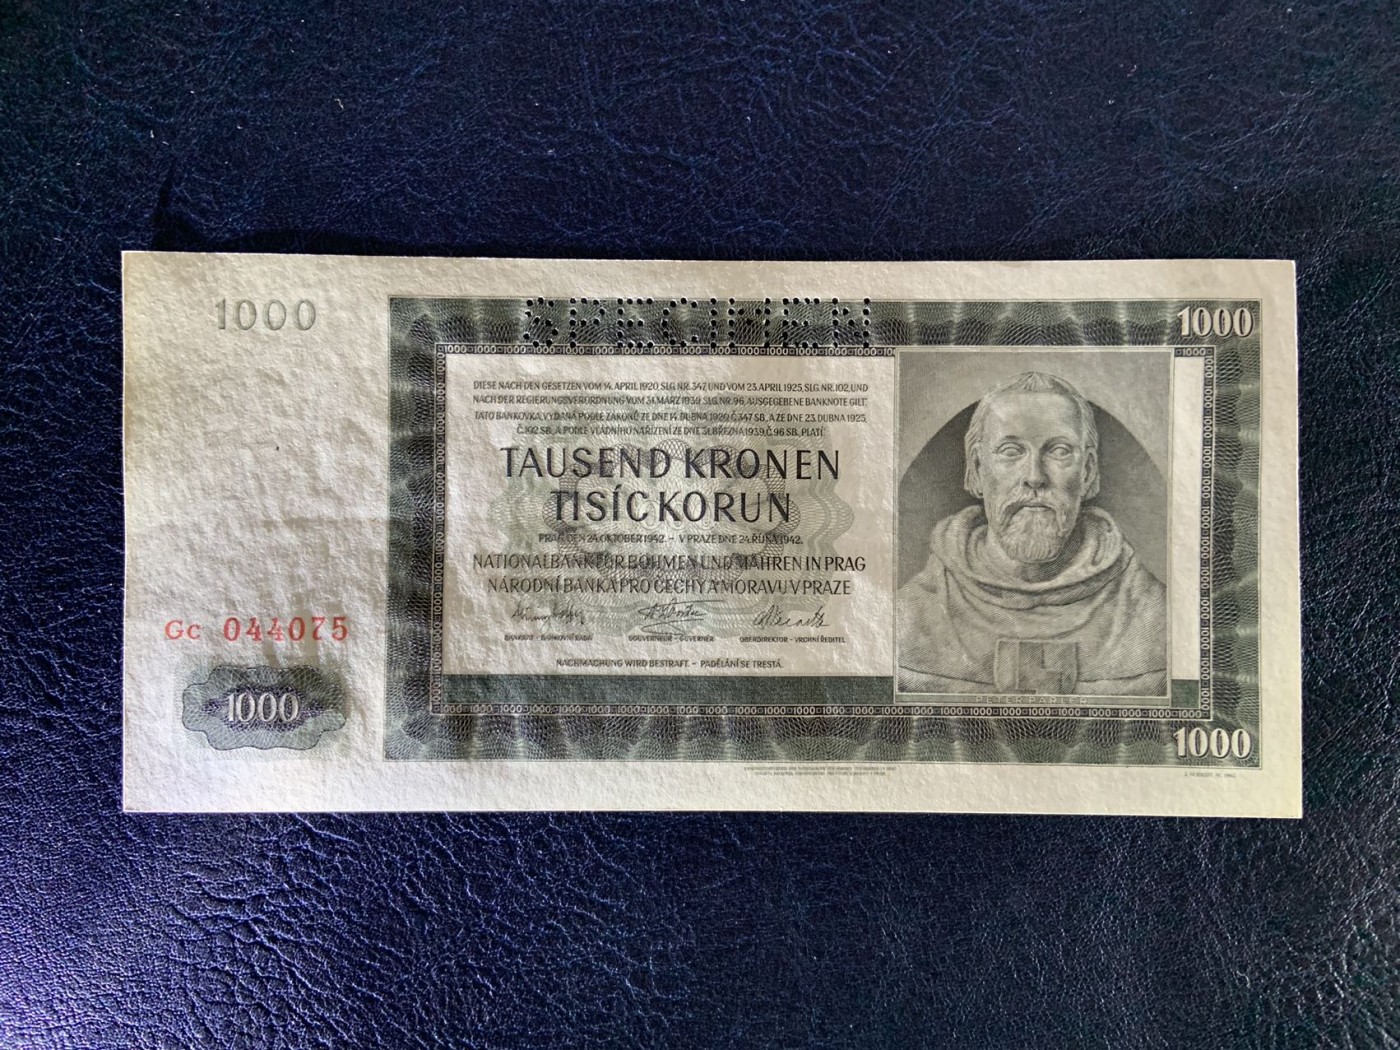 SPECIMEN
1000
1000
DIESE NACH DEN GESETZEN VOM 14. APRIL 1920, SLG. NR. 347 UND VOM 23. APRIL 1925, SLG. NR. 102, UND
NACH DER REGIERUNGSVERORDNUNG VOM 31. MÄRZ 1939, SLG. NR. 96, AUSGEGEBENE BANKNOTE GILT
TATO BANKOVKA, VYDANÁ PODLE ZÁKONŮ ZE DNE 14. DUBNA 1920, Č. 347 SB., A ZE DNE 23. DUBNA 1925,
Č. 102 SB., A PODLE VLÁDNÍHO NAŘÍZENÍ ZE DNE 31. BŘEZNA 1939, Č. 96 SB., PLATÍ
TAUSEND KRONEN
TISÍC KORUN
PRAG, DEN 24. OKTOBER 1942. – V PRAZE DNE 24. ŘÍJNA 1942.
NATIONALBANK FÜR BÖHMEN UND MÄHREN IN PRAG
NÁRODNÍ BANKA PRO ČECHY A MORAVU V PRAZE
BANKRAT – BANKOVNÍ RADA GOUVERNEUR – GUVERNÉR OBERDIREKTOR – VRCHNÍ ŘEDITEL
NACHMACHUNG WIRD BESTRAFT. – PADĚLÁNÍ SE TRESTÁ.
Gc 044075
1000
PETER PARLER
1000